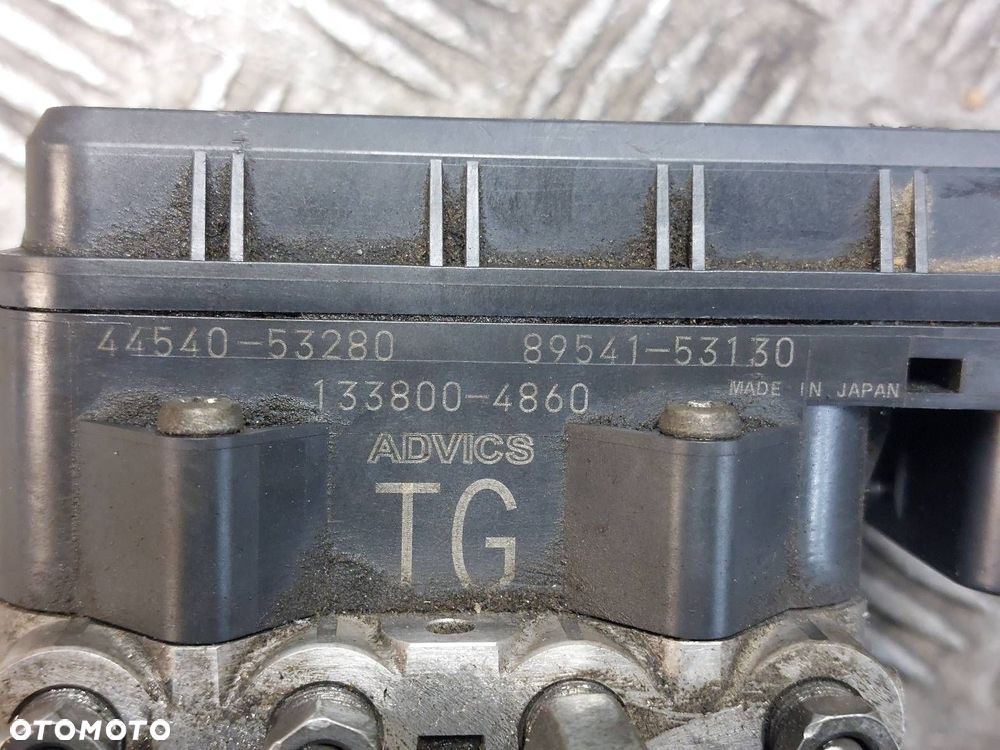 44540-53280 89541-53130
133800-4860 MADE IN JAPAN
ADVICS
TG
OTOMOTO